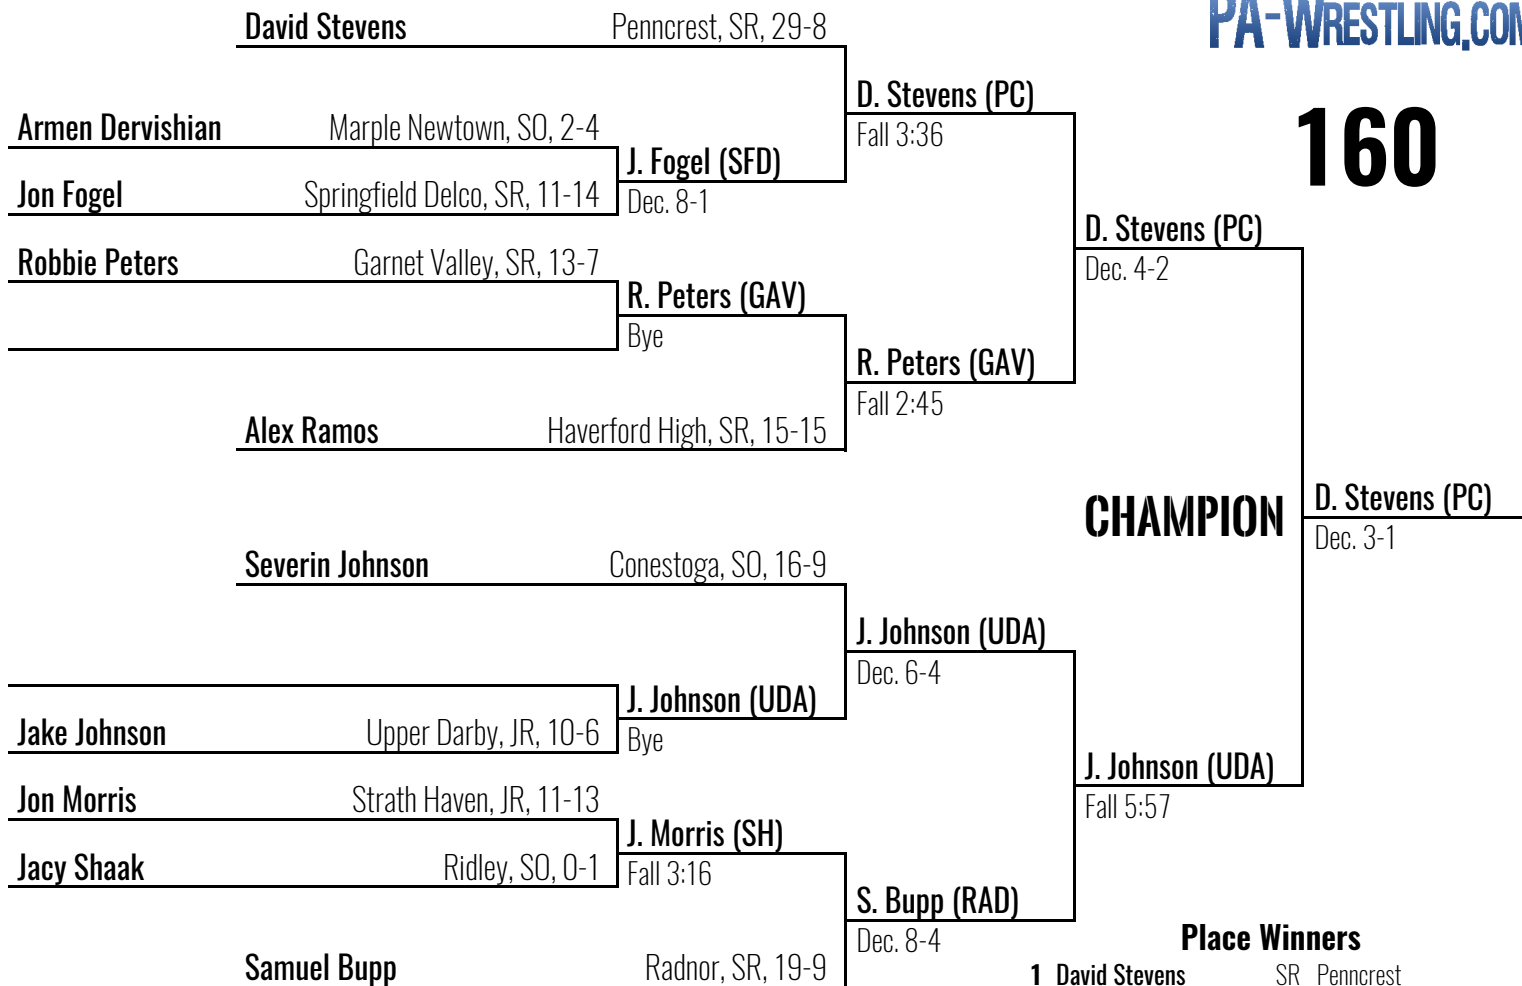 PA-WRESTLING.COM
160
David Stevens Penncrest, SR, 29-8
D. Stevens (PC)
Fall 3:36
Armen Dervishian Marple Newtown, SO, 2-4
J. Fogel (SFD)
Dec. 8-1
Jon Fogel Springfield Delco, SR, 11-14
D. Stevens (PC)
Dec. 4-2
Robbie Peters Garnet Valley, SR, 13-7
R. Peters (GAV)
Bye
R. Peters (GAV)
Fall 2:45
Alex Ramos Haverford High, SR, 15-15
CHAMPION
D. Stevens (PC)
Dec. 3-1
Severin Johnson Conestoga, SO, 16-9
J. Johnson (UDA)
Dec. 6-4
J. Johnson (UDA)
Bye
Jake Johnson Upper Darby, JR, 10-6
J. Johnson (UDA)
Fall 5:57
Jon Morris Strath Haven, JR, 11-13
J. Morris (SH)
Fall 3:16
Jacy Shaak Ridley, SO, 0-1
S. Bupp (RAD)
Dec. 8-4
Samuel Bupp Radnor, SR, 19-9
Place Winners
1 David Stevens SR Penncrest